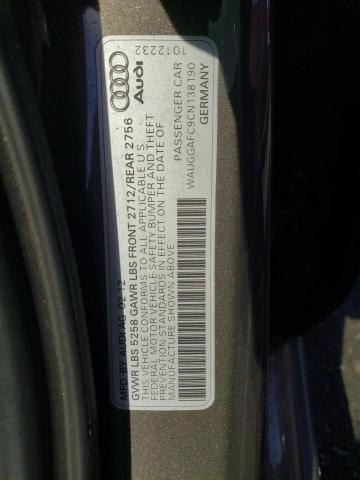 Audi
1012232
MFD. BY AUDI AG 02 12
GVWR LBS 5258 GAWR LBS FRONT 2712/REAR 2756
THIS VEHICLE CONFORMS TO ALL APPLICABLE U.S.
FEDERAL MOTOR VEHICLE SAFETY BUMPER AND THEFT
PREVENTION STANDARDS IN EFFECT ON THE DATE OF
MANUFACTURE SHOWN ABOVE
PASSENGER CAR
WAUGGAFC9CN138190
GERMANY